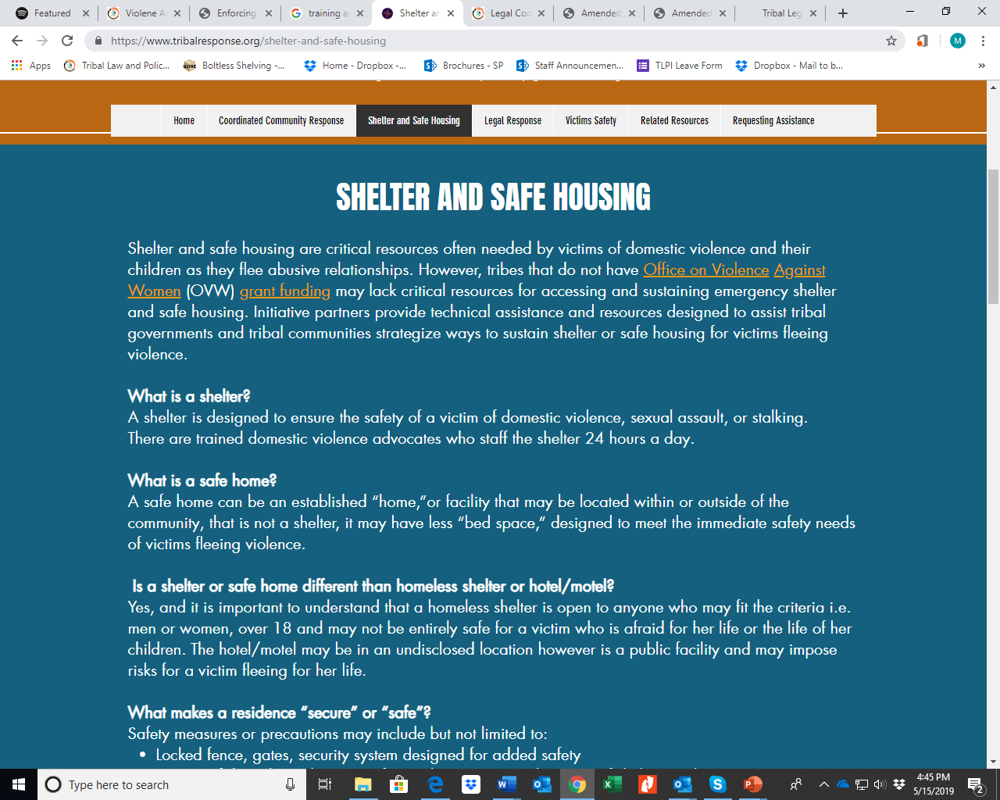 Featured
Violene A
Enforcing
training a
Shelter an
Legal Cod
Amended
Amended
Tribal Leg
https://www.tribalresponse.org/shelter-and-safe-housing
M
Apps
Tribal Law and Polic...
ULINE
Boltless Shelving -...
Home - Dropbox -...
Brochures - SP
Staff Announcemen...
TLPI Leave Form
Dropbox - Mail to b...
»
Home
Coordinated Community Response
Shelter and Safe Housing
Legal Response
Victims Safety
Related Resources
Requesting Assistance
SHELTER AND SAFE HOUSING
Shelter and safe housing are critical resources often needed by victims of domestic violence and their
children as they flee abusive relationships. However, tribes that do not have Office on Violence Against
Women (OVW) grant funding may lack critical resources for accessing and sustaining emergency shelter
and safe housing. Initiative partners provide technical assistance and resources designed to assist tribal
governments and tribal communities strategize ways to sustain shelter or safe housing for victims fleeing
violence.
What is a shelter?
A shelter is designed to ensure the safety of a victim of domestic violence, sexual assault, or stalking.
There are trained domestic violence advocates who staff the shelter 24 hours a day.
What is a safe home?
A safe home can be an established “home,”or facility that may be located within or outside of the
community, that is not a shelter, it may have less “bed space,” designed to meet the immediate safety needs
of victims fleeing violence.
Is a shelter or safe home different than homeless shelter or hotel/motel?
Yes, and it is important to understand that a homeless shelter is open to anyone who may fit the criteria i.e.
men or women, over 18 and may not be entirely safe for a victim who is afraid for her life or the life of her
children. The hotel/motel may be in an undisclosed location however is a public facility and may impose
risks for a victim fleeing for her life.
What makes a residence “secure” or “safe”?
Safety measures or precautions may include but not limited to:
• Locked fence, gates, security system designed for added safety
Type here to search
4:45 PM
5/15/2019
2